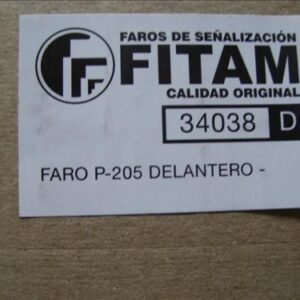 FAROS DE SEÑALIZACIÓN
FITAM
CALIDAD ORIGINAL
34038 D
FARO P-205 DELANTERO -